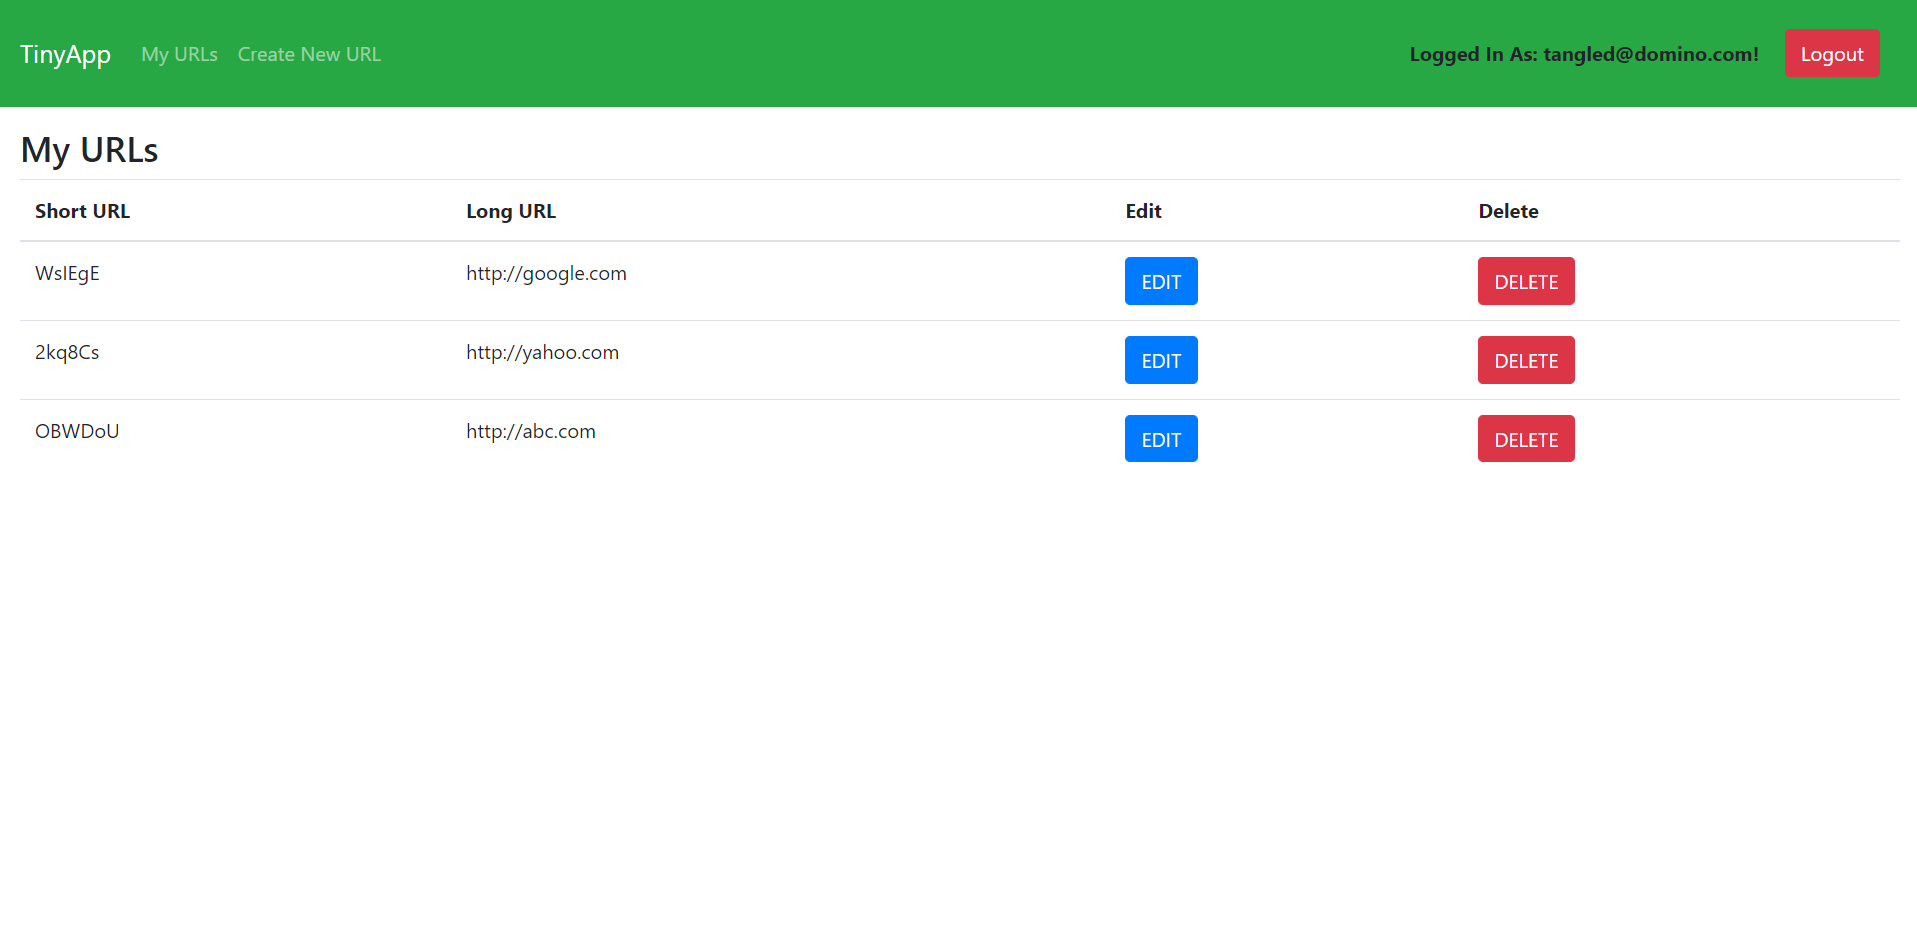 TinyApp My URLs Create New URL Logged In As: tangled@domino.com! Logout
My URLs
Short URL Long URL Edit Delete
WsIEgE http://google.com EDIT DELETE
2kq8Cs http://yahoo.com EDIT DELETE
OBWDoU http://abc.com EDIT DELETE